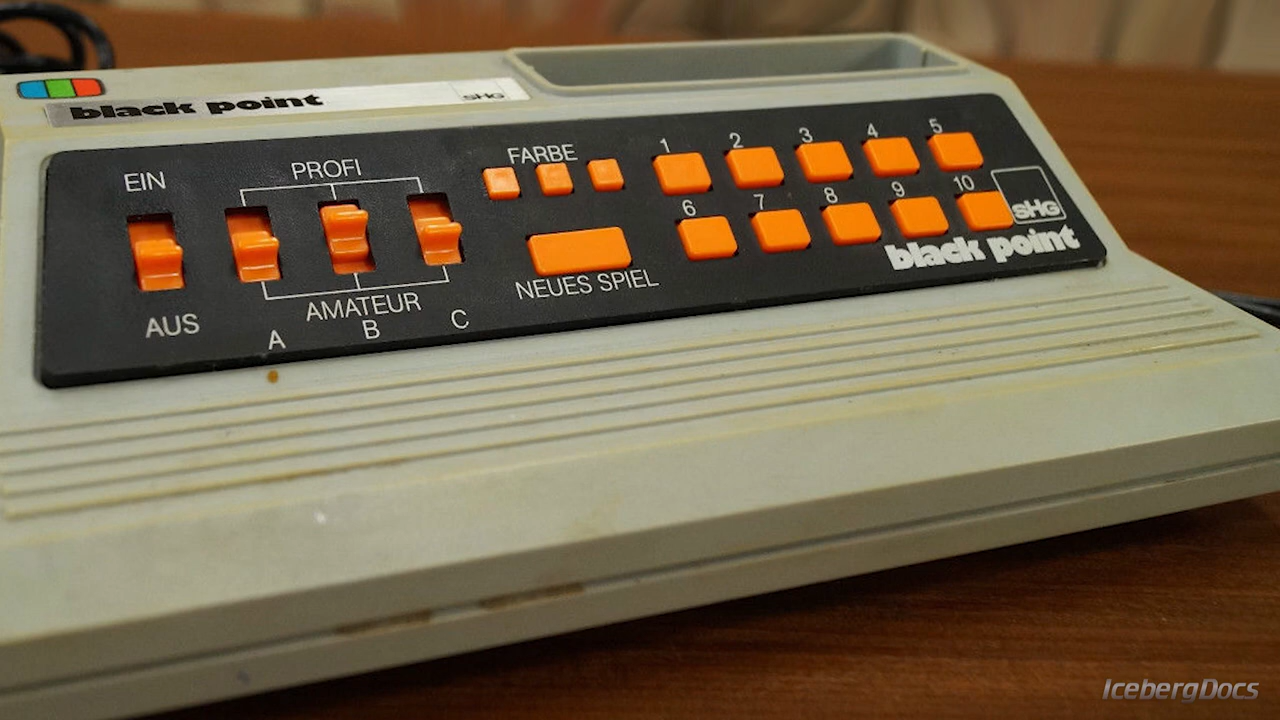 black point
SHG
EIN
PROFI
FARBE
1 2 3 4 5
6 7 8 9 10
SHG
black point
NEUES SPIEL
AMATEUR
AUS
A B C
IcebergDocs